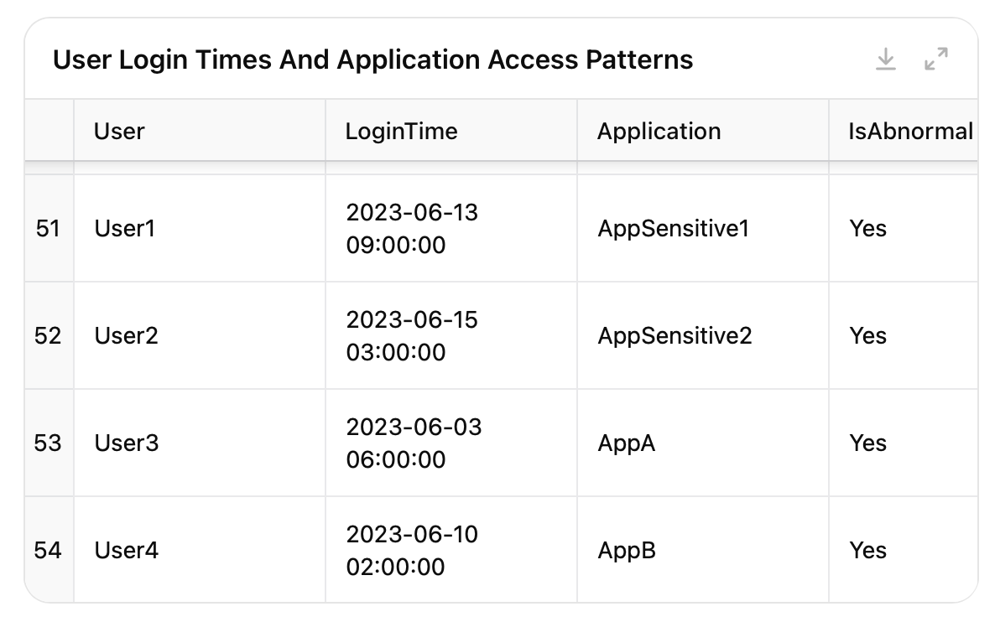 User Login Times And Application Access Patterns
User LoginTime Application IsAbnormal
51 User1 2023-06-13 09:00:00 AppSensitive1 Yes
52 User2 2023-06-15 03:00:00 AppSensitive2 Yes
53 User3 2023-06-03 06:00:00 AppA Yes
54 User4 2023-06-10 02:00:00 AppB Yes